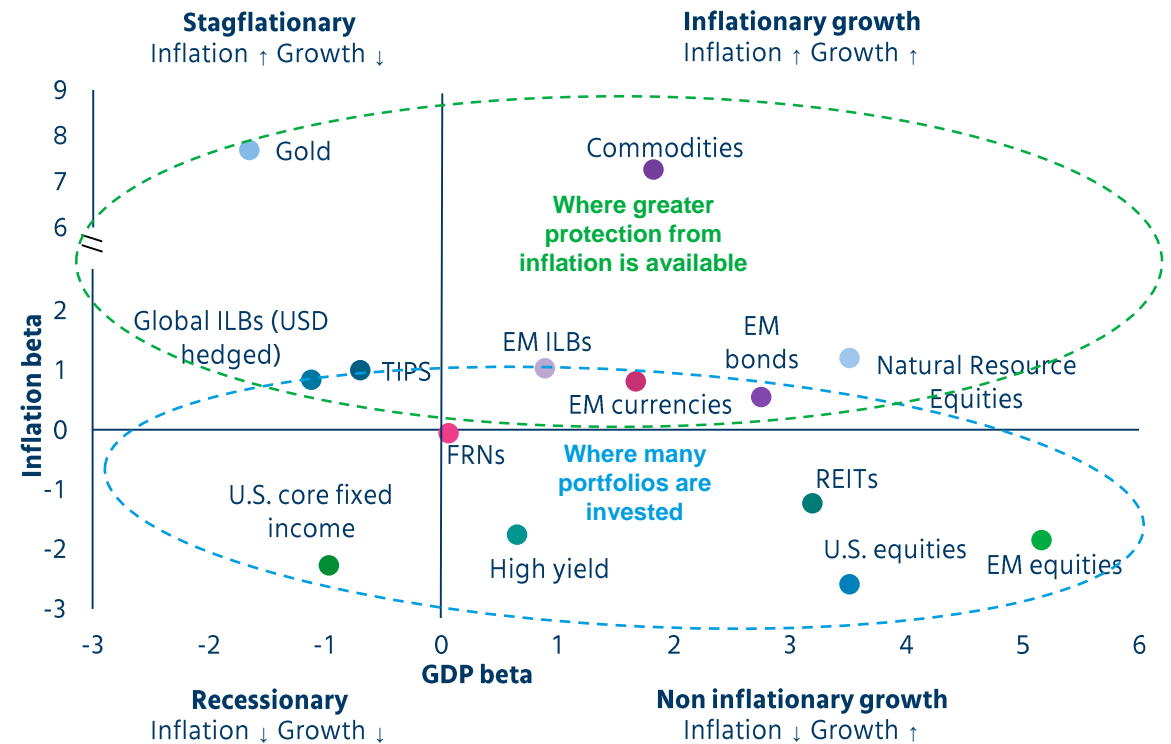 Stagflationary
Inflation ↑ Growth ↓
Inflationary growth
Inflation ↑ Growth ↑
9
8
7
6
2
1
0
-1
-2
-3
Inflation beta
Gold
Commodities
Where greater
protection from
inflation is available
Global ILBs (USD
hedged)
TIPS
EM ILBs
EM
bonds
Natural Resource
Equities
EM currencies
FRNs
Where many
portfolios are
invested
U.S. core fixed
income
High yield
REITs
U.S. equities
EM equities
-3 -2 -1 0 1 2 3 4 5 6
GDP beta
Recessionary
Inflation ↓ Growth ↓
Non inflationary growth
Inflation ↓ Growth ↑